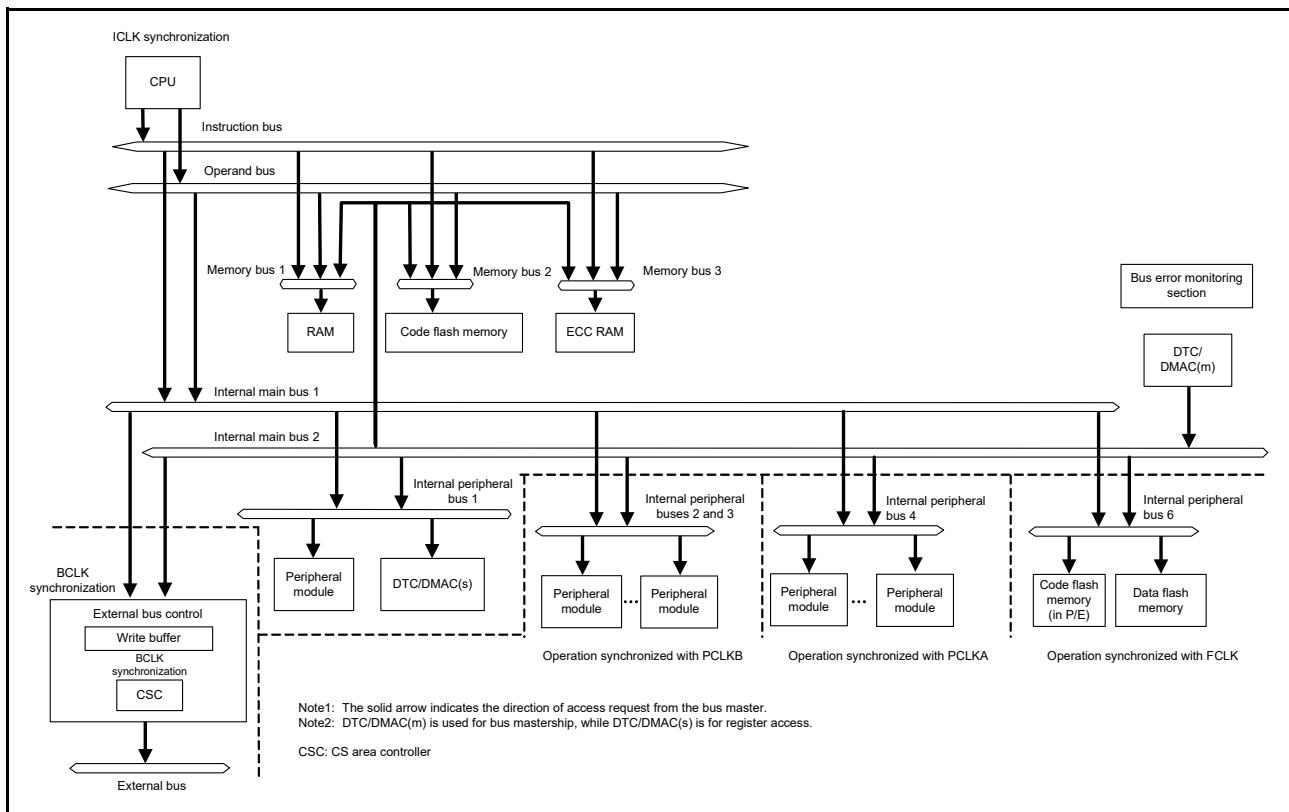 ICLK synchronization
CPU
Instruction bus
Operand bus
Memory bus 1
Memory bus 2
Memory bus 3
Bus error monitoring
section
RAM
Code flash memory
ECC RAM
DTC/
DMAC(m)
Internal main bus 1
Internal main bus 2
Internal peripheral
bus 1
Internal peripheral
buses 2 and 3
Internal peripheral
bus 4
Internal peripheral
bus 6
BCLK
synchronization
Peripheral
module
DTC/DMAC(s)
Peripheral
module
...
Peripheral
module
Peripheral
module
...
Peripheral
module
Code flash
memory
(in P/E)
Data flash
memory
External bus control
Write buffer
BCLK
synchronization
CSC
Operation synchronized with PCLKB
Operation synchronized with PCLKA
Operation synchronized with FCLK
Note1: The solid arrow indicates the direction of access request from the bus master.
Note2: DTC/DMAC(m) is used for bus mastership, while DTC/DMAC(s) is for register access.
CSC: CS area controller
External bus